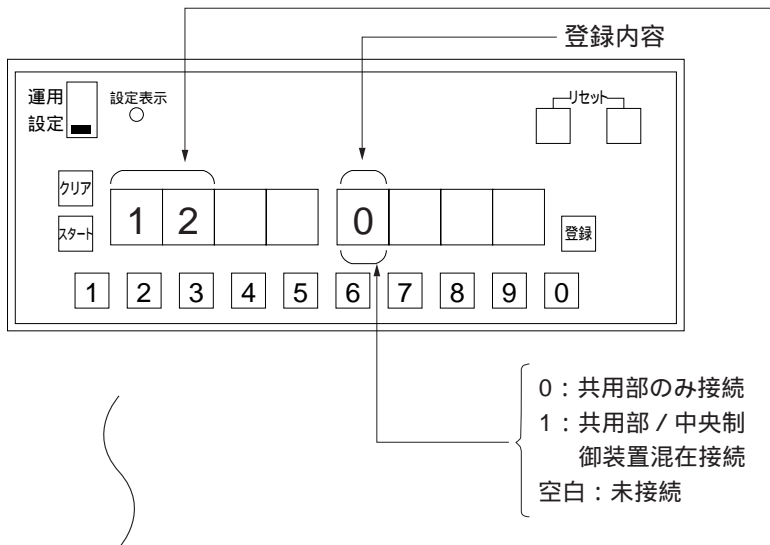 登録内容
運用
設定
設定表示
リセット
クリア
スタート
1 2
0
登録
1 2 3 4 5 6 7 8 9 0
0：共用部のみ接続
1：共用部 / 中央制
御装置混在接続
空白：未接続